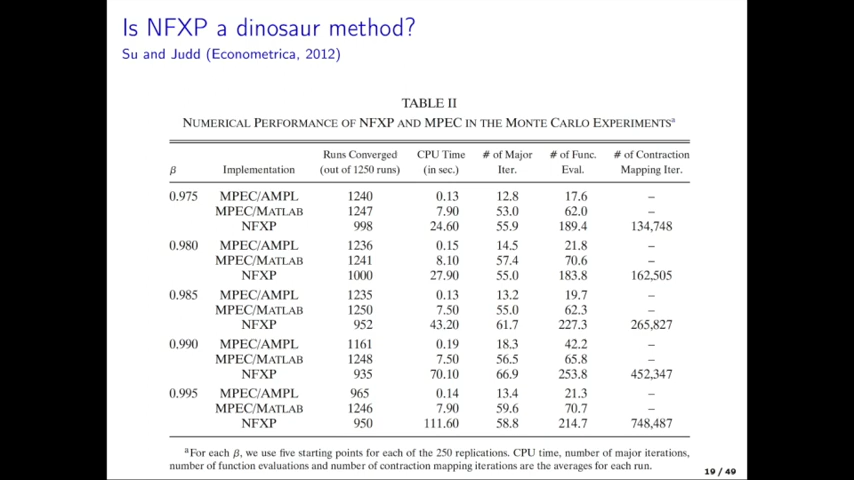 Is NFXP a dinosaur method?
Su and Judd (Econometrica, 2012)
TABLE II
NUMERICAL PERFORMANCE OF NFXP AND MPEC IN THE MONTE CARLO EXPERIMENTSa
Runs Converged CPU Time # of Major # of Func. # of Contraction
β Implementation (out of 1250 runs) (in sec.) Iter. Eval. Mapping Iter.
0.975 MPEC/AMPL 1240 0.13 12.8 17.6 –
MPEC/MATLAB 1247 7.90 53.0 62.0 –
NFXP 998 24.60 55.9 189.4 134,748
0.980 MPEC/AMPL 1236 0.15 14.5 21.8 –
MPEC/MATLAB 1241 8.10 57.4 70.6 –
NFXP 1000 27.90 55.0 183.8 162,505
0.985 MPEC/AMPL 1235 0.13 13.2 19.7 –
MPEC/MATLAB 1250 7.50 55.0 62.3 –
NFXP 952 43.20 61.7 227.3 265,827
0.990 MPEC/AMPL 1161 0.19 18.3 42.2 –
MPEC/MATLAB 1248 7.50 56.5 65.8 –
NFXP 935 70.10 66.9 253.8 452,347
0.995 MPEC/AMPL 965 0.14 13.4 21.3 –
MPEC/MATLAB 1246 7.90 59.6 70.7 –
NFXP 950 111.60 58.8 214.7 748,487
aFor each β, we use five starting points for each of the 250 replications. CPU time, number of major iterations,
number of function evaluations and number of contraction mapping iterations are the averages for each run.
19 / 49